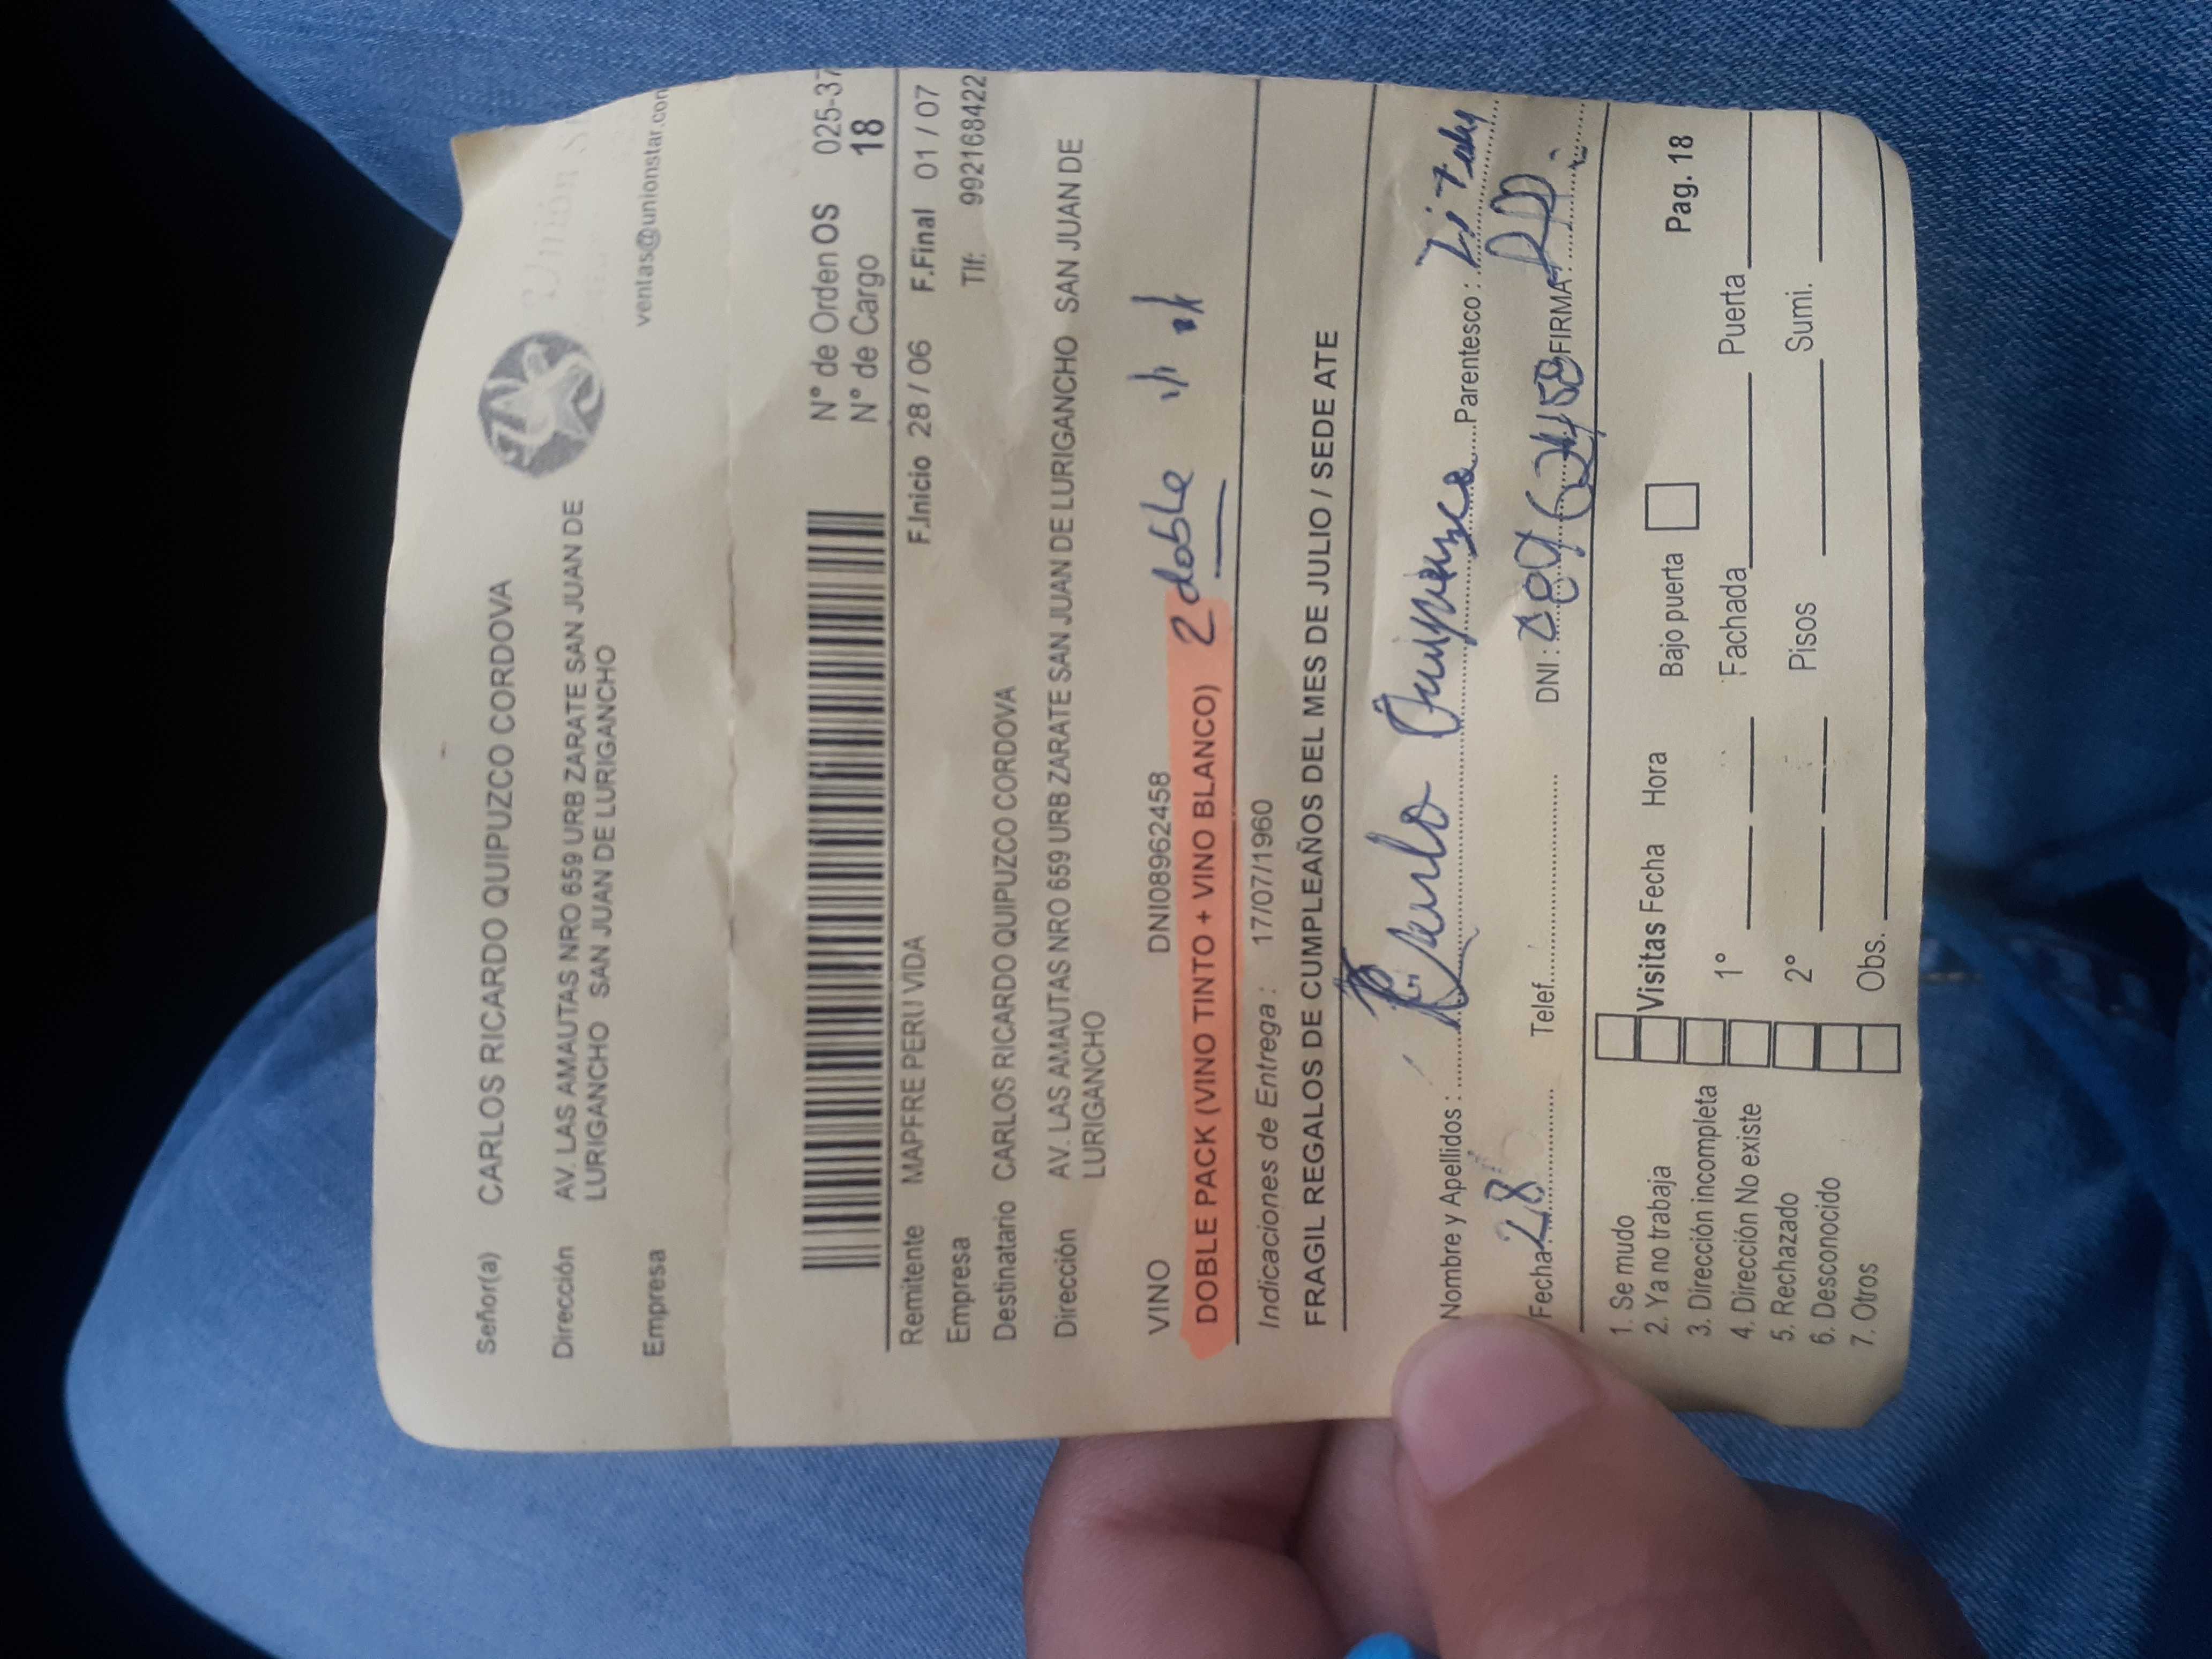 Señor(a) CARLOS RICARDO QUIPUZCO CORDOVA
Unión
Dirección AV. LAS AMAUTAS NRO 659 URB ZARATE SAN JUAN DE
LURIGANCHO SAN JUAN DE LURIGANCHO
ventas@unionstar.com
Empresa
N° de Orden OS 025-37
N° de Cargo 18
Remitente MAPFRE PERU VIDA F.Inicio 28 / 06 F.Final 01 / 07
Empresa Tlf: 992168422
Destinatario CARLOS RICARDO QUIPUZCO CORDOVA
Dirección AV. LAS AMAUTAS NRO 659 URB ZARATE SAN JUAN DE LURIGANCHO SAN JUAN DE
LURIGANCHO
VINO DNI08962458
DOBLE PACK (VINO TINTO + VINO BLANCO) 2 doble
Indicaciones de Entrega : 17/07/1960
FRAGIL REGALOS DE CUMPLEAÑOS DEL MES DE JULIO / SEDE ATE
Nombre y Apellidos : Parentesco :
Fecha: 28 Telef. DNI : 08962458 FIRMA:
1. Se mudo
2. Ya no trabaja Visitas Fecha Hora Bajo puerta Pag. 18
3. Dirección incompleta 1° Fachada Puerta
4. Dirección No existe
5. Rechazado 2° Pisos Sumi.
6. Desconocido
7. Otros Obs.